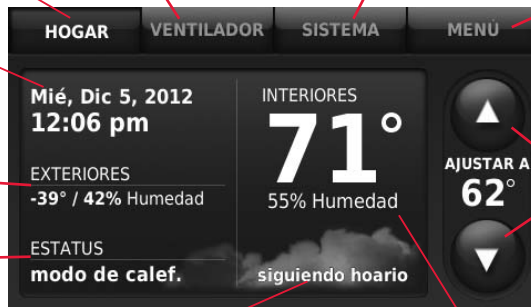 HOGAR VENTILADOR SISTEMA MENÚ
Mié, Dic 5, 2012
12:06 pm
EXTERIORES
-39° / 42% Humedad
ESTATUS
modo de calef.
INTERIORES
71°
55% Humedad
siguiendo hoario
AJUSTAR A
62°